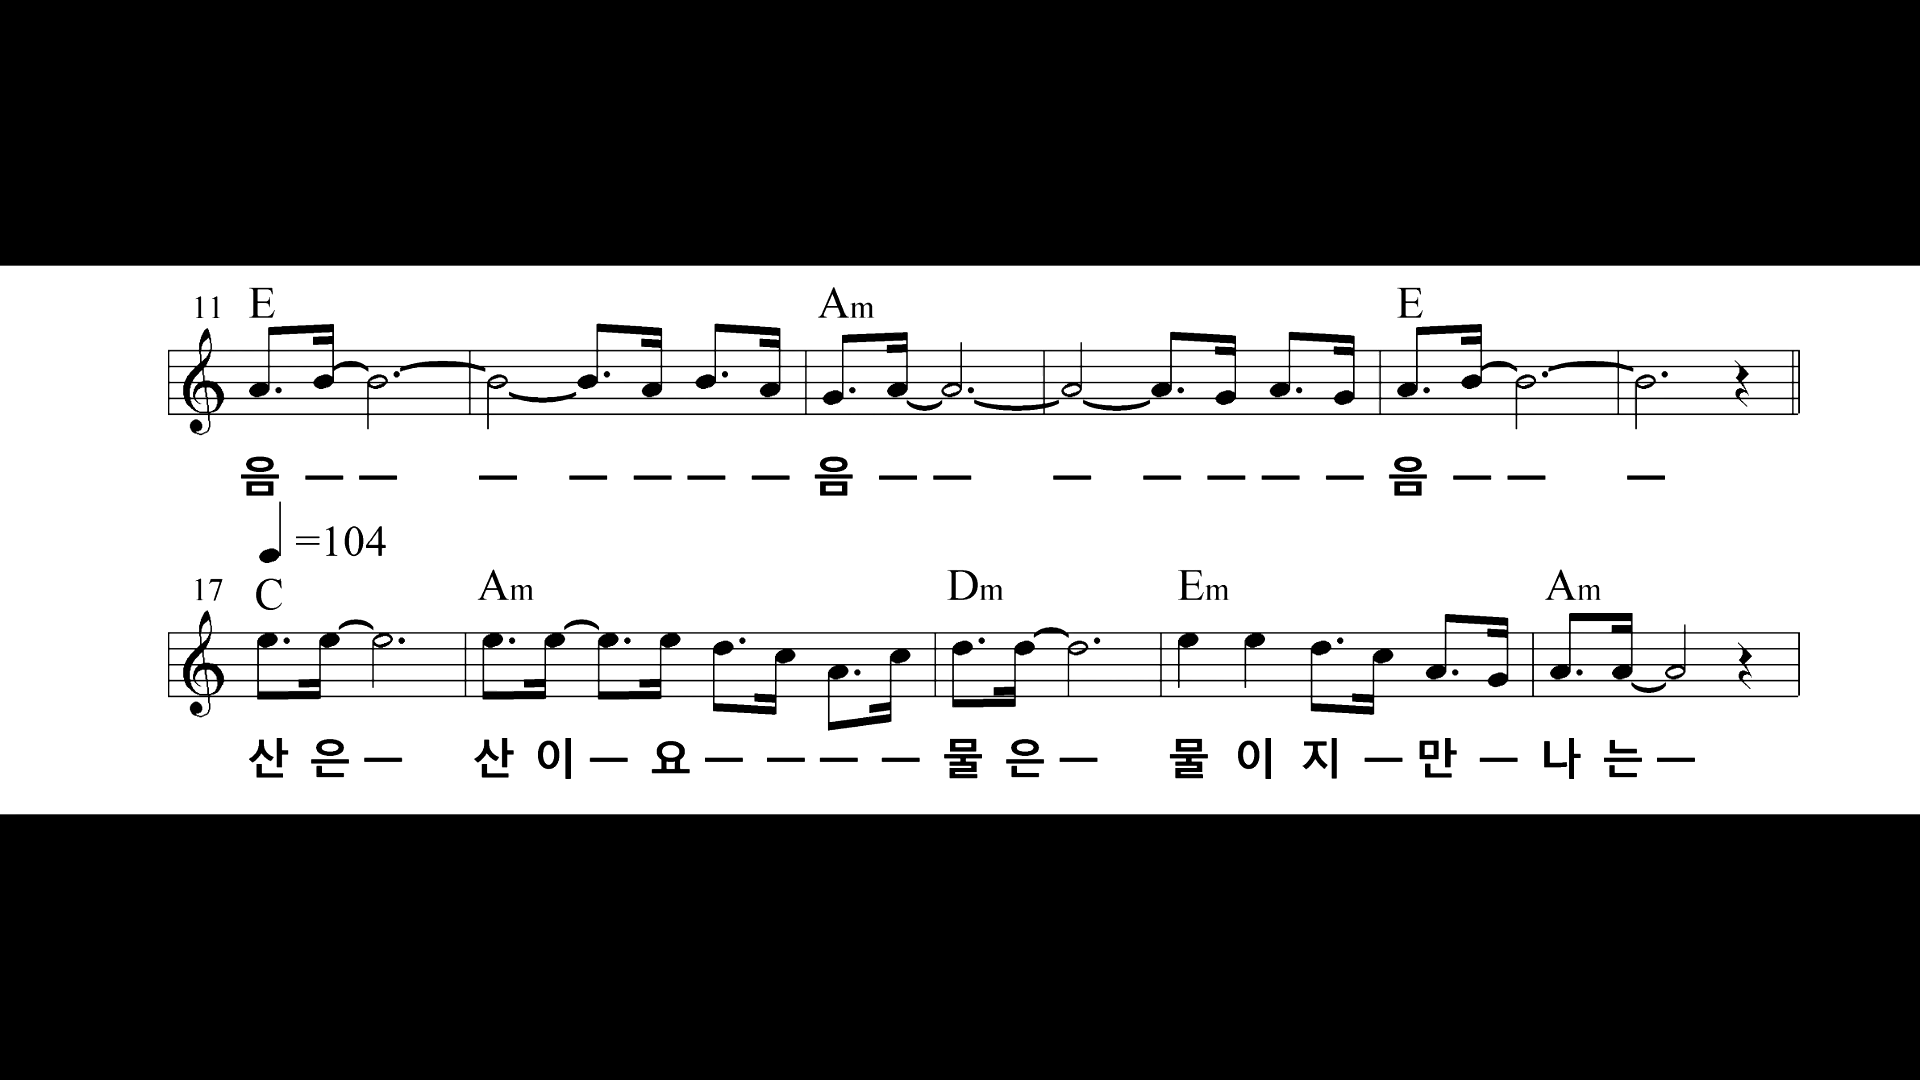 11 E Am E
음 — — — — — — — 음 — — — — — — — 음 — — —
=104
17 C Am Dm Em Am
산 은 — 산 이 — 요 — — — — 물 은 — 물 이 지 — 만 — 나 는 —